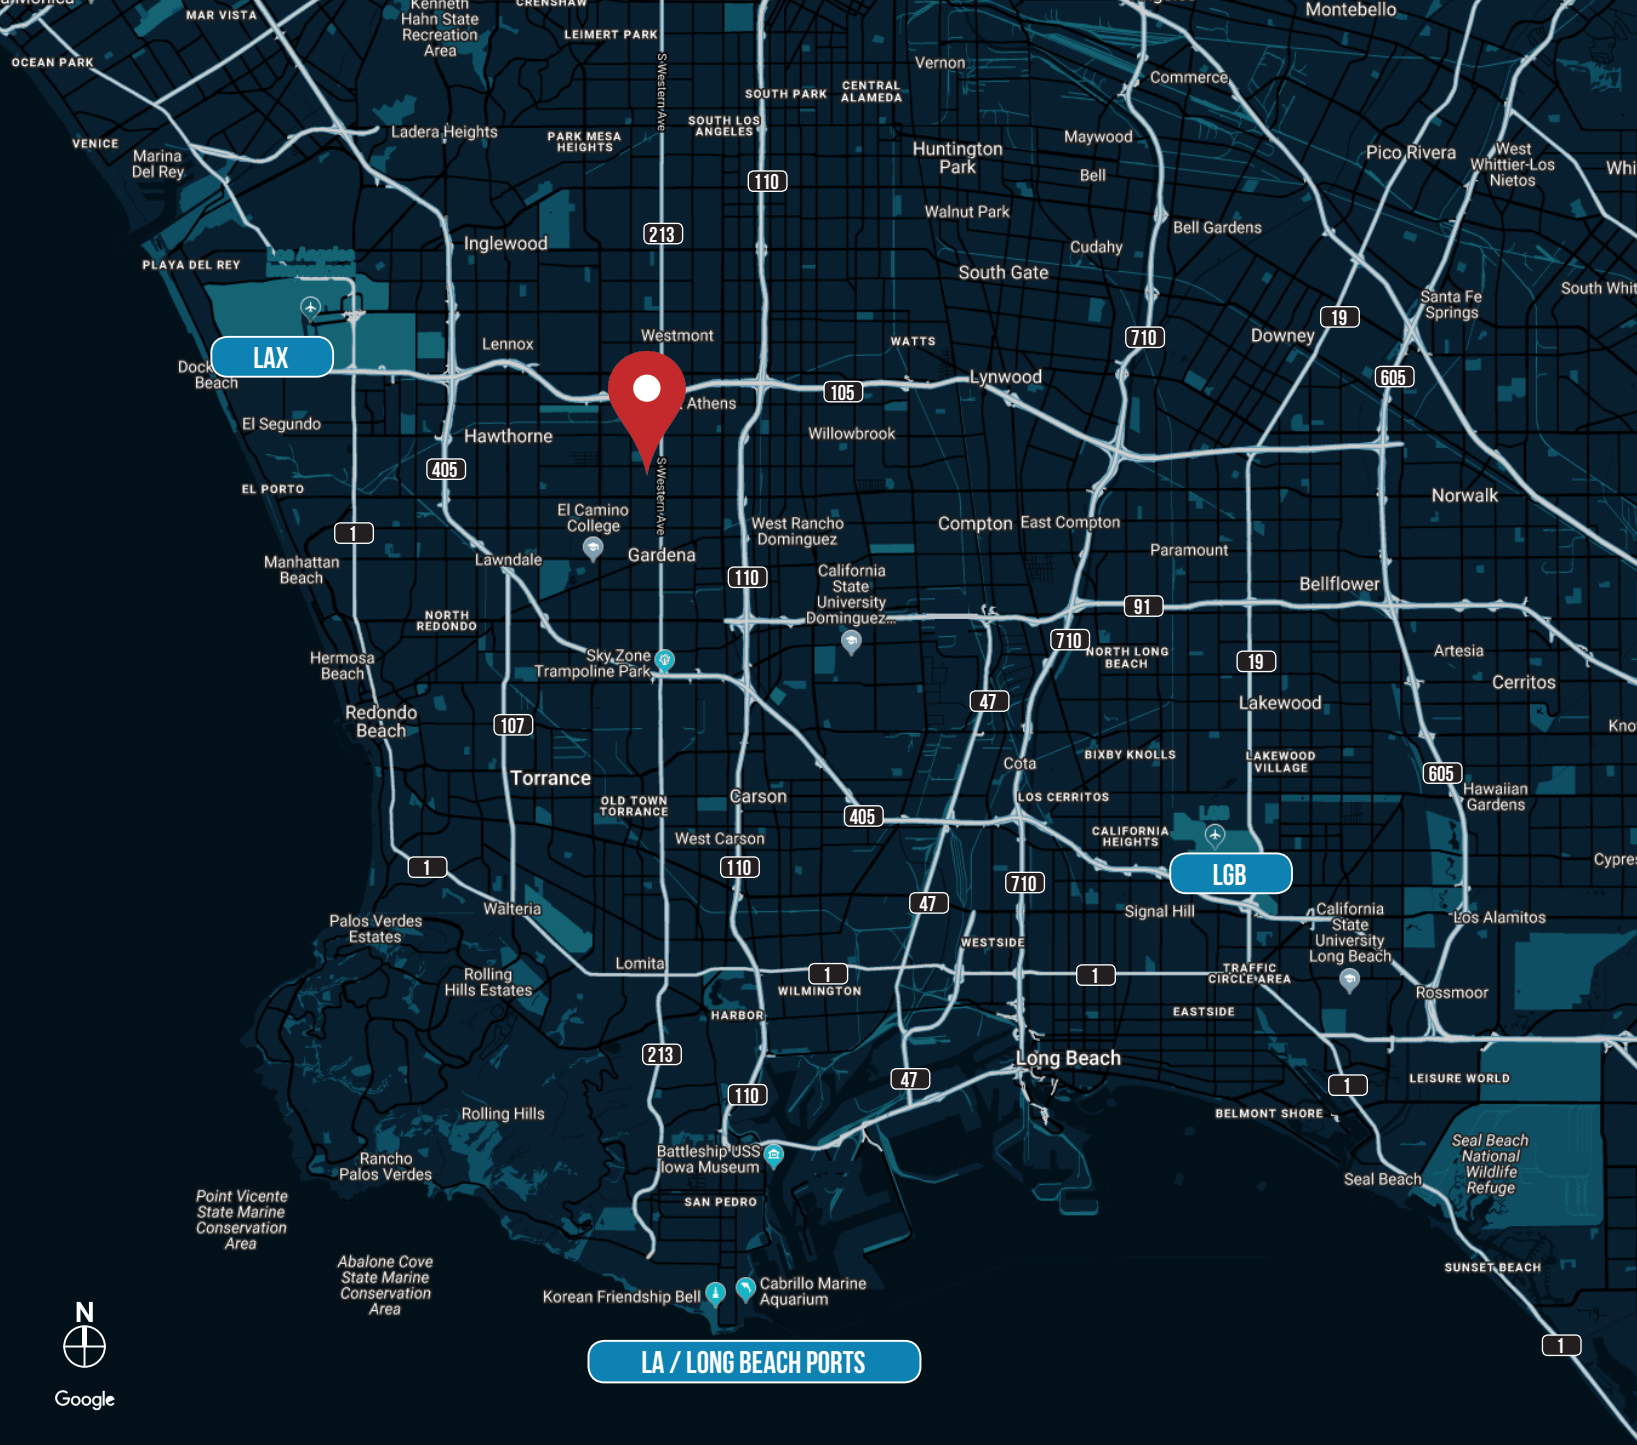 MAR VISTA
Kenneth
Hahn State
Recreation
Area
CRENSHAW
LEIMERT PARK
Montebello
OCEAN PARK
Vernon
Commerce
S Western Ave
SOUTH PARK
CENTRAL
ALAMEDA
SOUTH LOS
ANGELES
Ladera Heights
PARK MESA
HEIGHTS
Maywood
VENICE
Marina
Del Rey
Huntington
Park
Pico Rivera
West
Whittier-Los
Nietos
Whi
Bell
110
Walnut Park
213
Bell Gardens
Inglewood
Cudahy
PLAYA DEL REY
Los Angeles
South Gate
South Whit
Santa Fe
Springs
19
Downey
Westmont
710
Lennox
WATTS
LAX
Dock
Beach
Lynwood
605
105
Athens
El Segundo
Hawthorne
Willowbrook
405
EL PORTO
S Western Ave
Norwalk
El Camino
College
West Rancho
Dominguez
Compton
East Compton
1
Gardena
Paramount
Manhattan
Beach
Lawndale
110
California
State
University
Dominguez...
Bellflower
91
NORTH
REDONDO
710
NORTH LONG
BEACH
Artesia
Hermosa
Beach
Sky Zone
Trampoline Park
19
Cerritos
47
Lakewood
Redondo
Beach
107
Kno
BIXBY KNOLLS
LAKEWOOD
VILLAGE
Cota
605
Torrance
Carson
LOS CERRITOS
Hawaiian
Gardens
OLD TOWN
TORRANCE
405
LGB
CALIFORNIA
HEIGHTS
West Carson
1
110
Cypres
LGB
710
47
Walteria
Signal Hill
California
State
University
Long Beach
Los Alamitos
Palos Verdes
Estates
WESTSIDE
Lomita
1
1
TRAFFIC
CIRCLE AREA
Rolling
Hills Estates
WILMINGTON
Rossmoor
HARBOR
EASTSIDE
213
Long Beach
47
1
LEISURE WORLD
110
Rolling Hills
BELMONT SHORE
Battleship USS
Iowa Museum
Rancho
Palos Verdes
Seal Beach
National
Wildlife
Refuge
Seal Beach
Point Vicente
State Marine
Conservation
Area
SAN PEDRO
Abalone Cove
State Marine
Conservation
Area
SUNSET BEACH
Korean Friendship Bell
Cabrillo Marine
Aquarium
N
1
LA / LONG BEACH PORTS
Google